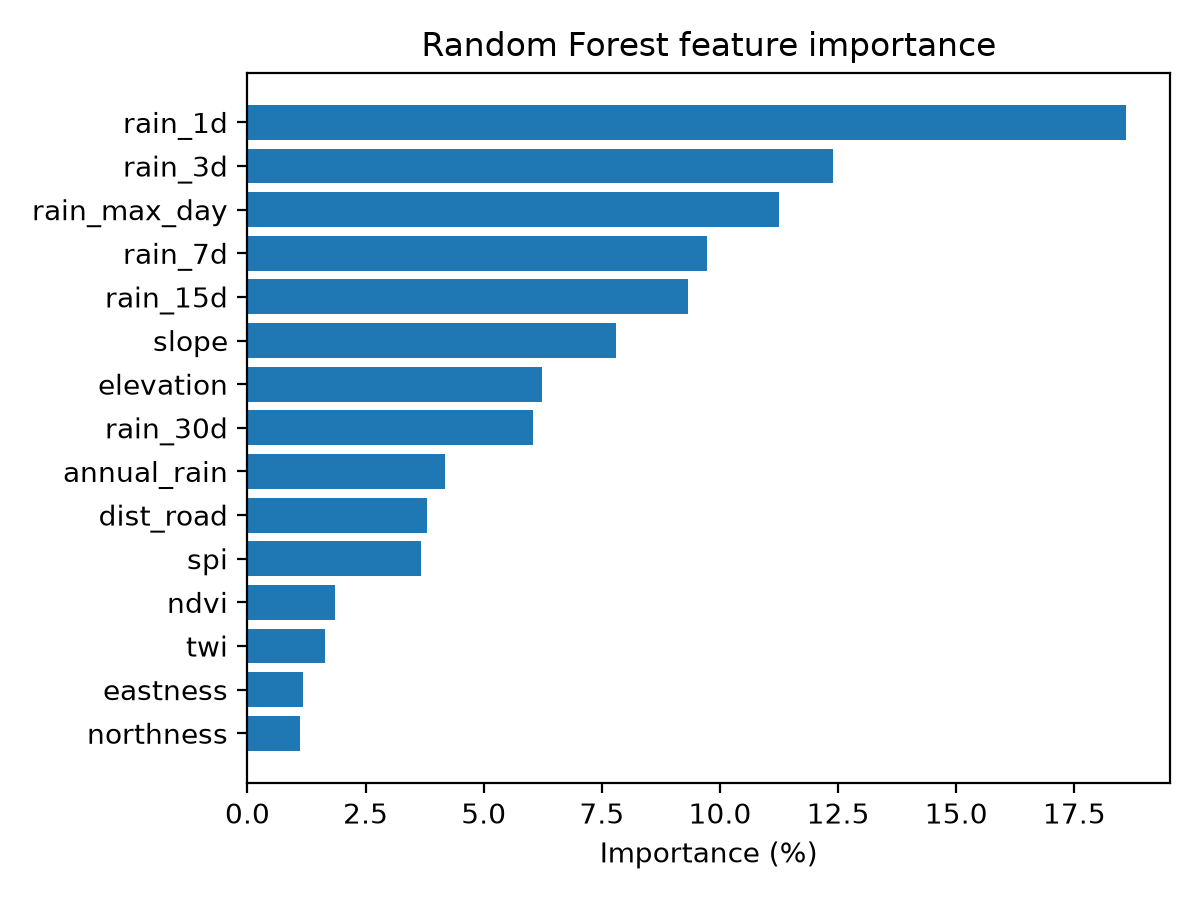 Random Forest feature importance
rain_1d
rain_3d
rain_max_day
rain_7d
rain_15d
slope
elevation
rain_30d
annual_rain
dist_road
spi
ndvi
twi
eastness
northness
0.0 2.5 5.0 7.5 10.0 12.5 15.0 17.5
Importance (%)